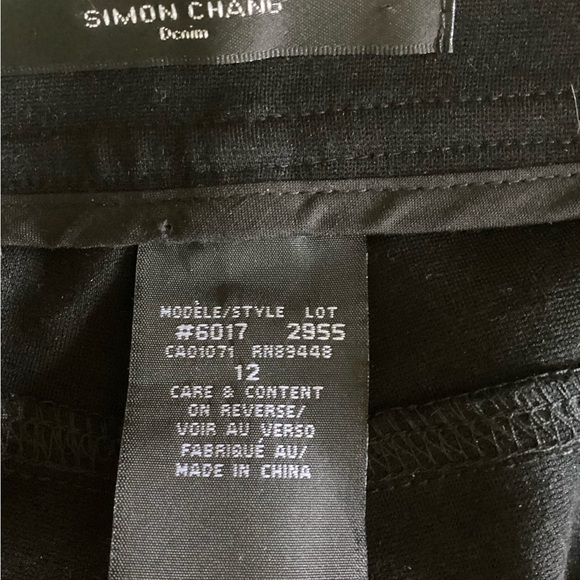 SIMON CHANG
Denim
MODÈLE/STYLE LOT
#6017 2955
CA01071 RN89448
12
CARE & CONTENT
ON REVERSE/
VOIR AU VERSO
FABRIQUÉ AU/
MADE IN CHINA